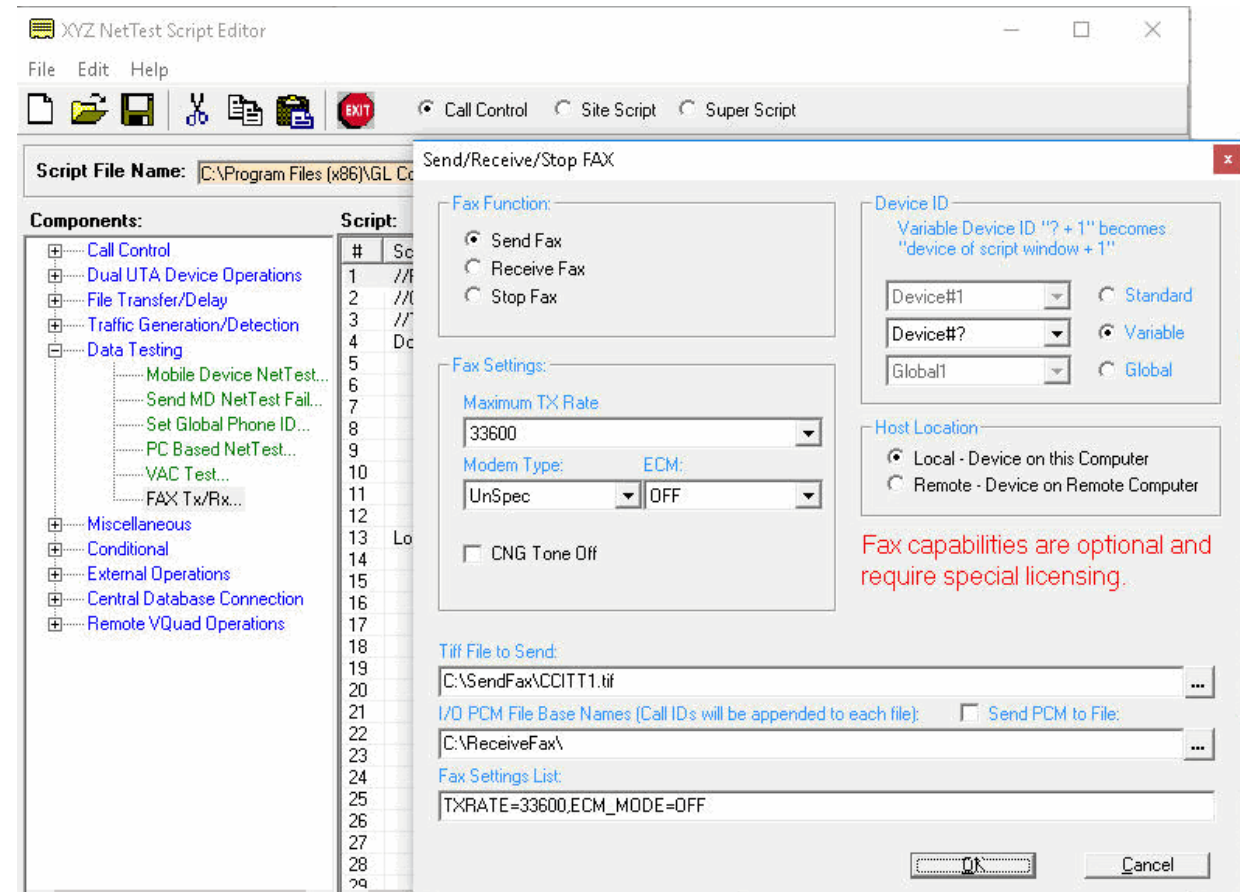 XYZ NetTest Script Editor
File Edit Help
EXIT Call Control Site Script Super Script
Script File Name: C:\Program Files (x86)\GL Co
Components:
Call Control
Dual UTA Device Operations
File Transfer/Delay
Traffic Generation/Detection
Data Testing
Mobile Device NetTest...
Send MD NetTest Fail...
Set Global Phone ID...
PC Based NetTest...
VAC Test...
FAX Tx/Rx...
Miscellaneous
Conditional
External Operations
Central Database Connection
Remote VQuad Operations
Script:
# Sc
1
2
3
4 Do
5
6
7
8
9
10
11
12
13 Lo
14
15
16
17
18
19
20
21
22
23
24
25
26
27
28
29
Send/Receive/Stop FAX
x
Fax Function:
Send Fax
Receive Fax
Stop Fax
Fax Settings:
Maximum TX Rate
33600
Modem Type: ECM:
UnSpec OFF
CNG Tone Off
Device ID
Variable Device ID "? + 1" becomes
"device of script window + 1"
Device#1 Standard
Device#? Variable
Global1 Global
Host Location
Local - Device on this Computer
Remote - Device on Remote Computer
Fax capabilities are optional and
require special licensing.
Tiff File to Send:
C:\SendFax\CCITT1.tif
...
I/O PCM File Base Names (Call IDs will be appended to each file): Send PCM to File:
C:\ReceiveFax\
...
Fax Settings List:
TXRATE=33600,ECM_MODE=OFF
OK Cancel